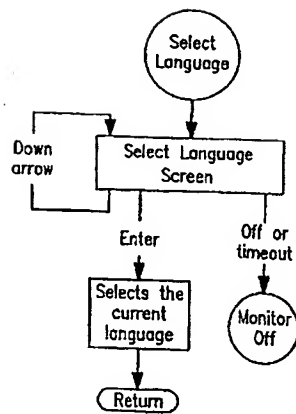 Select
Language
Down
arrow
Select Language
Screen
Enter
Off or
timeout
Selects the
current
language
Monitor
Off
Return